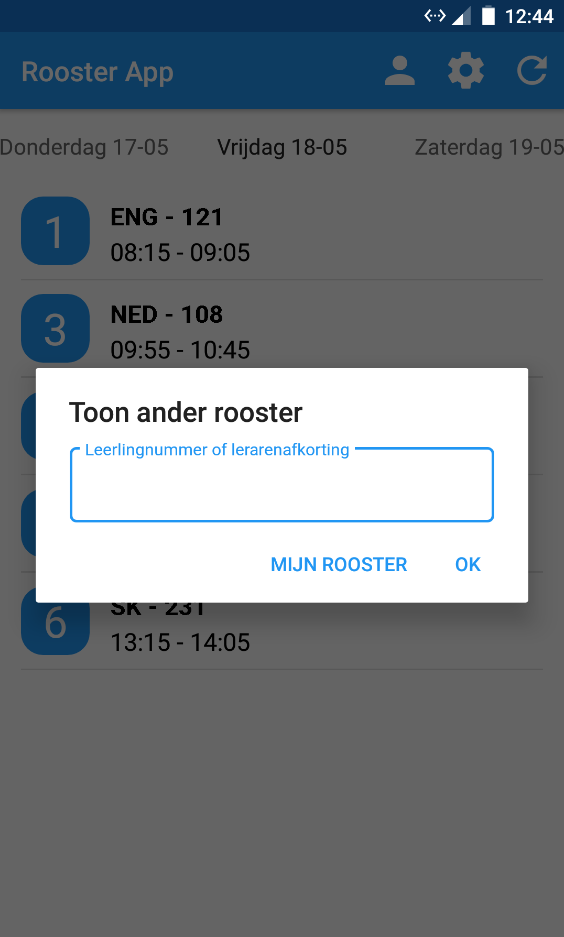 12:44
Rooster App
Donderdag 17-05 Vrijdag 18-05 Zaterdag 19-05
1
ENG - 121
08:15 - 09:05
3
NED - 108
09:55 - 10:45
Toon ander rooster
Leerlingnummer of lerarenafkorting
MIJN ROOSTER OK
6
SK - 231
13:15 - 14:05